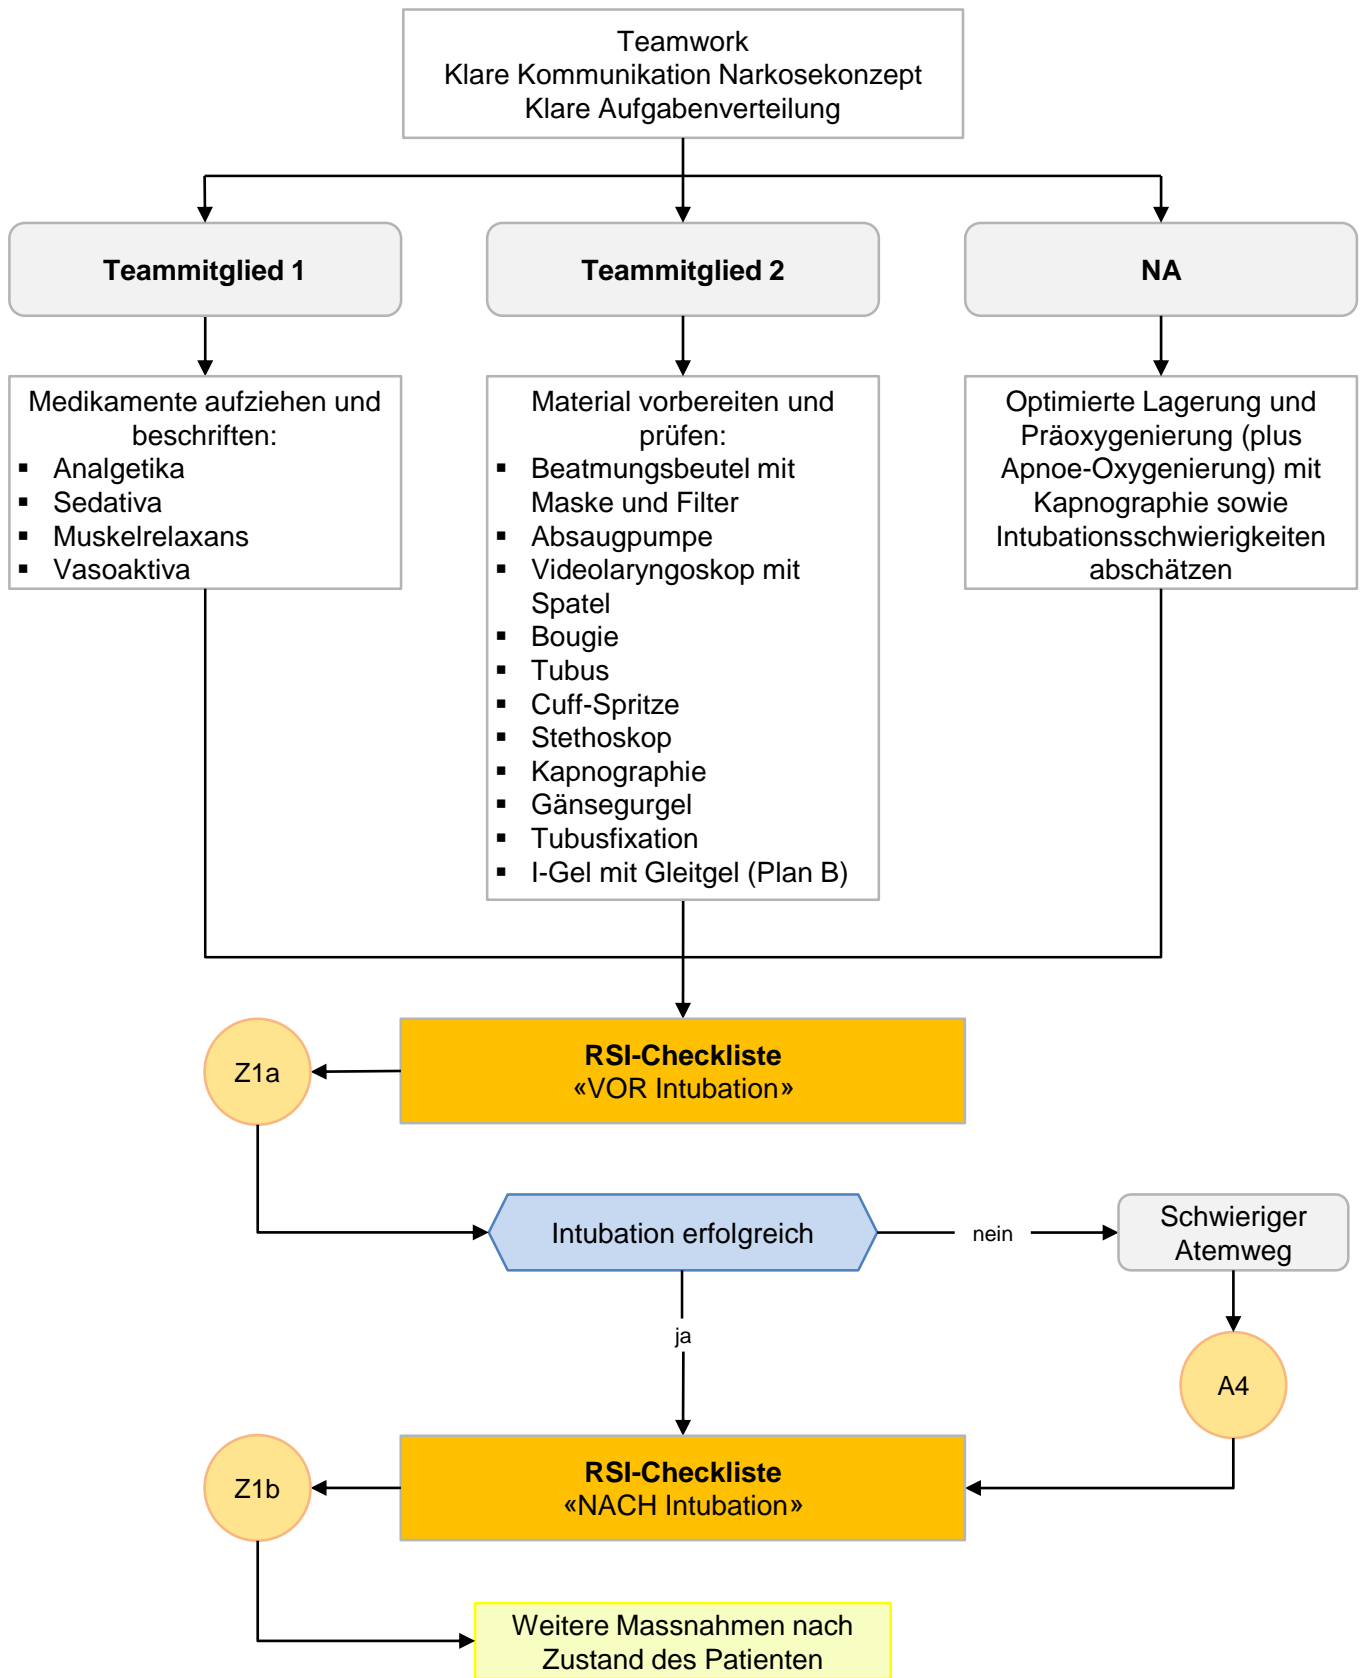 Teamwork
Klare Kommunikation Narkosekonzept
Klare Aufgabenverteilung
Teammitglied 1
Teammitglied 2
NA
Medikamente aufziehen und
beschriften:
▪ Analgetika
▪ Sedativa
▪ Muskelrelaxans
▪ Vasoaktiva
Material vorbereiten und
prüfen:
▪ Beatmungsbeutel mit
Maske und Filter
▪ Absaugpumpe
▪ Videolaryngoskop mit
Spatel
▪ Bougie
▪ Tubus
▪ Cuff-Spritze
▪ Stethoskop
▪ Kapnographie
▪ Gänsegurgel
▪ Tubusfixation
▪ I-Gel mit Gleitgel (Plan B)
Optimierte Lagerung und
Präoxygenierung (plus
Apnoe-Oxygenierung) mit
Kapnographie sowie
Intubationsschwierigkeiten
abschätzen
Z1a
RSI-Checkliste
«VOR Intubation»
Intubation erfolgreich
nein
Schwieriger
Atemweg
ja
A4
Z1b
RSI-Checkliste
«NACH Intubation»
Weitere Massnahmen nach
Zustand des Patienten